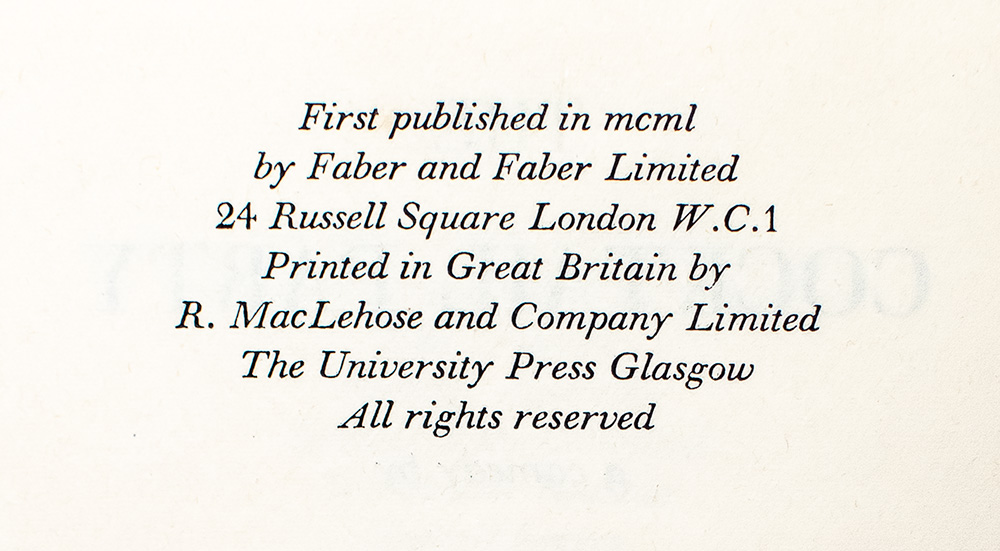 First published in mcml
by Faber and Faber Limited
24 Russell Square London W.C.1
Printed in Great Britain by
R. MacLehose and Company Limited
The University Press Glasgow
All rights reserved